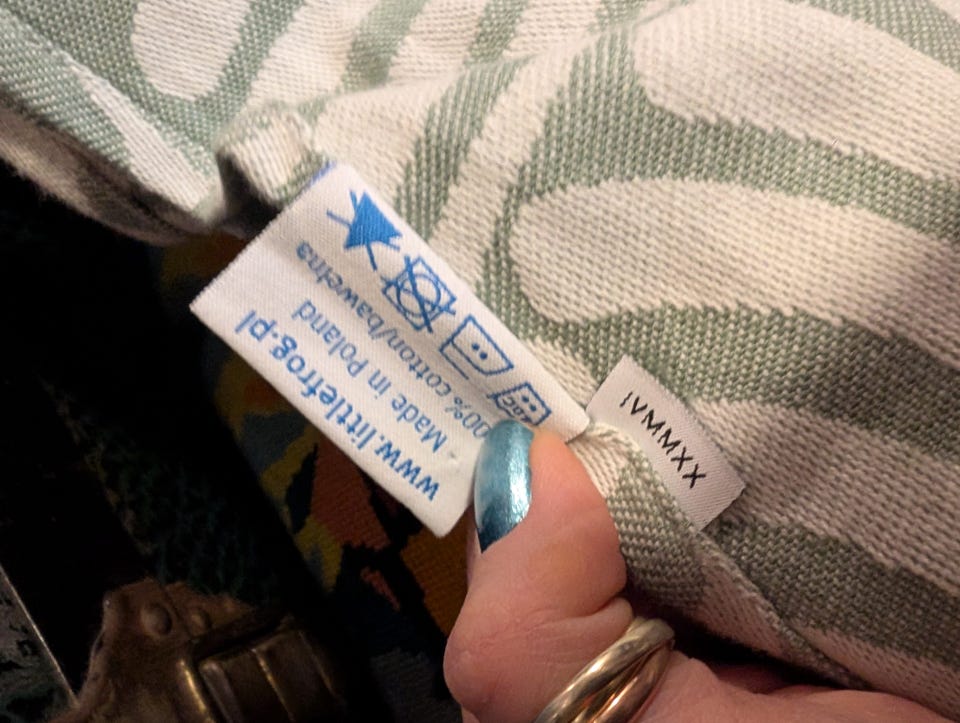 www.littlefrog.pl
- Made in Poland
00% cotton/bawełna
IVMMXX